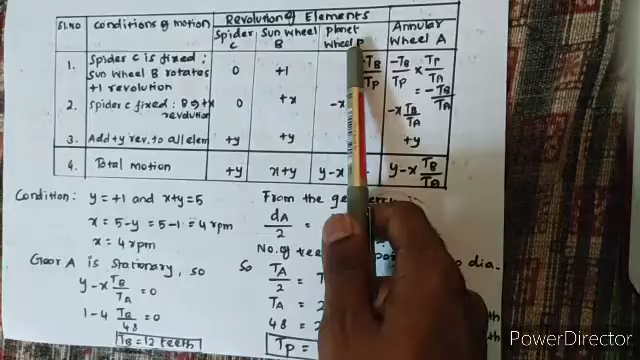 Revolution of Elements
Sl.no Conditions of motion Spider C Sun wheel B Planet wheel P Annular wheel A
1. Spider C is fixed; Sun wheel B rotates +1 revolution 0 +1 -TB/TP -TB/TP × TP/TA = -TB/TA
2. Spider C fixed: B → +x revolution 0 +x -x -x TB/TA
3. Add +y rev. to all elem +y +y +y
4. Total motion +y x+y y-x y-x TB/TA
Condition: y = +1 and x+y = 5
x = 5-y = 5-1 = 4 rpm
x = 4 rpm
Gear A is stationary, so
y-x TB/TA = 0
1-4 TB/48 = 0
TB = 12 teeth
From the ge
dA/2 =
No. of tee dia.
So TA/2 = T
TA = 2
48 = 2
TP =
PowerDirector